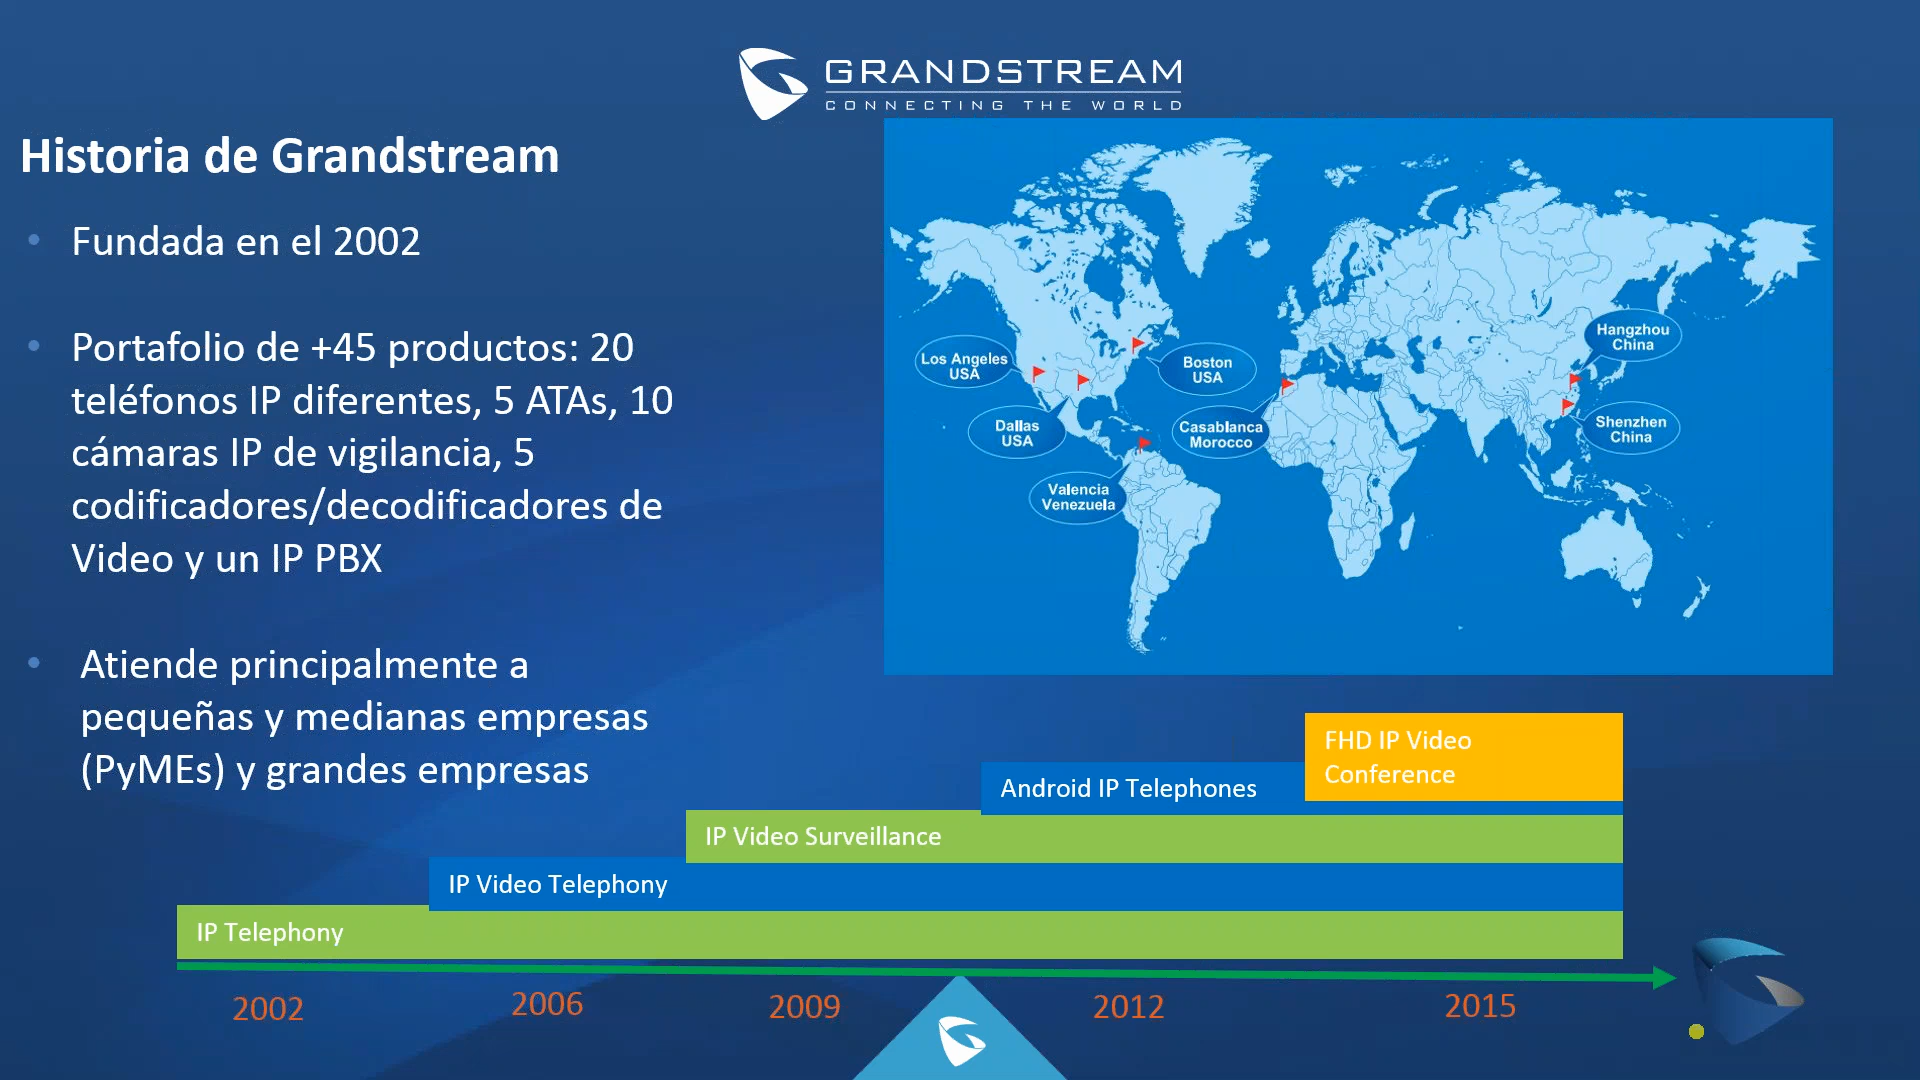 GRANDSTREAM
CONNECTING THE WORLD
Historia de Grandstream
Fundada en el 2002
Portafolio de +45 productos: 20
teléfonos IP diferentes, 5 ATAs, 10
cámaras IP de vigilancia, 5
codificadores/decodificadores de
Video y un IP PBX
Atiende principalmente a
pequeñas y medianas empresas
(PyMEs) y grandes empresas
Los Angeles
USA
Boston
USA
Dallas
USA
Casablanca
Morocco
Valencia
Venezuela
Hangzhou
China
Shenzhen
China
FHD IP Video
Conference
Android IP Telephones
IP Video Surveillance
IP Video Telephony
IP Telephony
2002
2006
2009
2012
2015